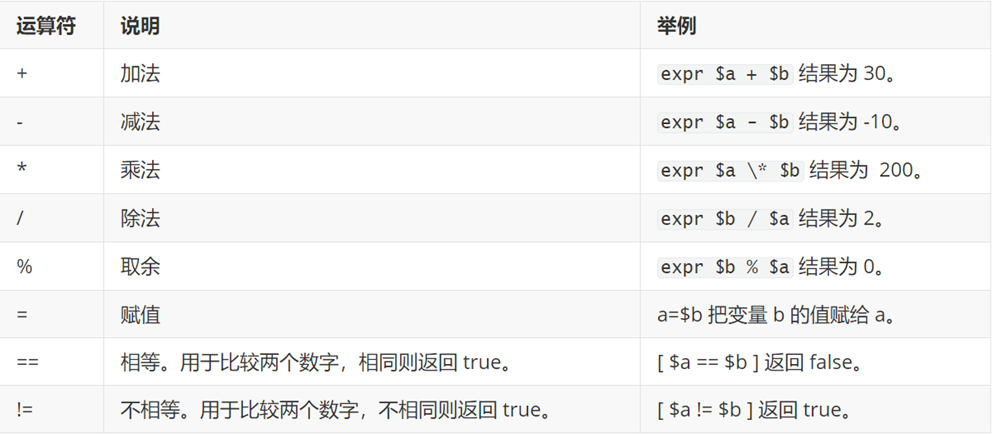 运算符 说明 举例
+ 加法 expr $a + $b 结果为 30。
- 减法 expr $a - $b 结果为 -10。
* 乘法 expr $a \* $b 结果为 200。
/ 除法 expr $b / $a 结果为 2。
% 取余 expr $b % $a 结果为 0。
= 赋值 a=$b 把变量 b 的值赋给 a。
== 相等。用于比较两个数字，相同则返回 true。 [ $a == $b ] 返回 false。
!= 不相等。用于比较两个数字，不相同则返回 true。 [ $a != $b ] 返回 true。